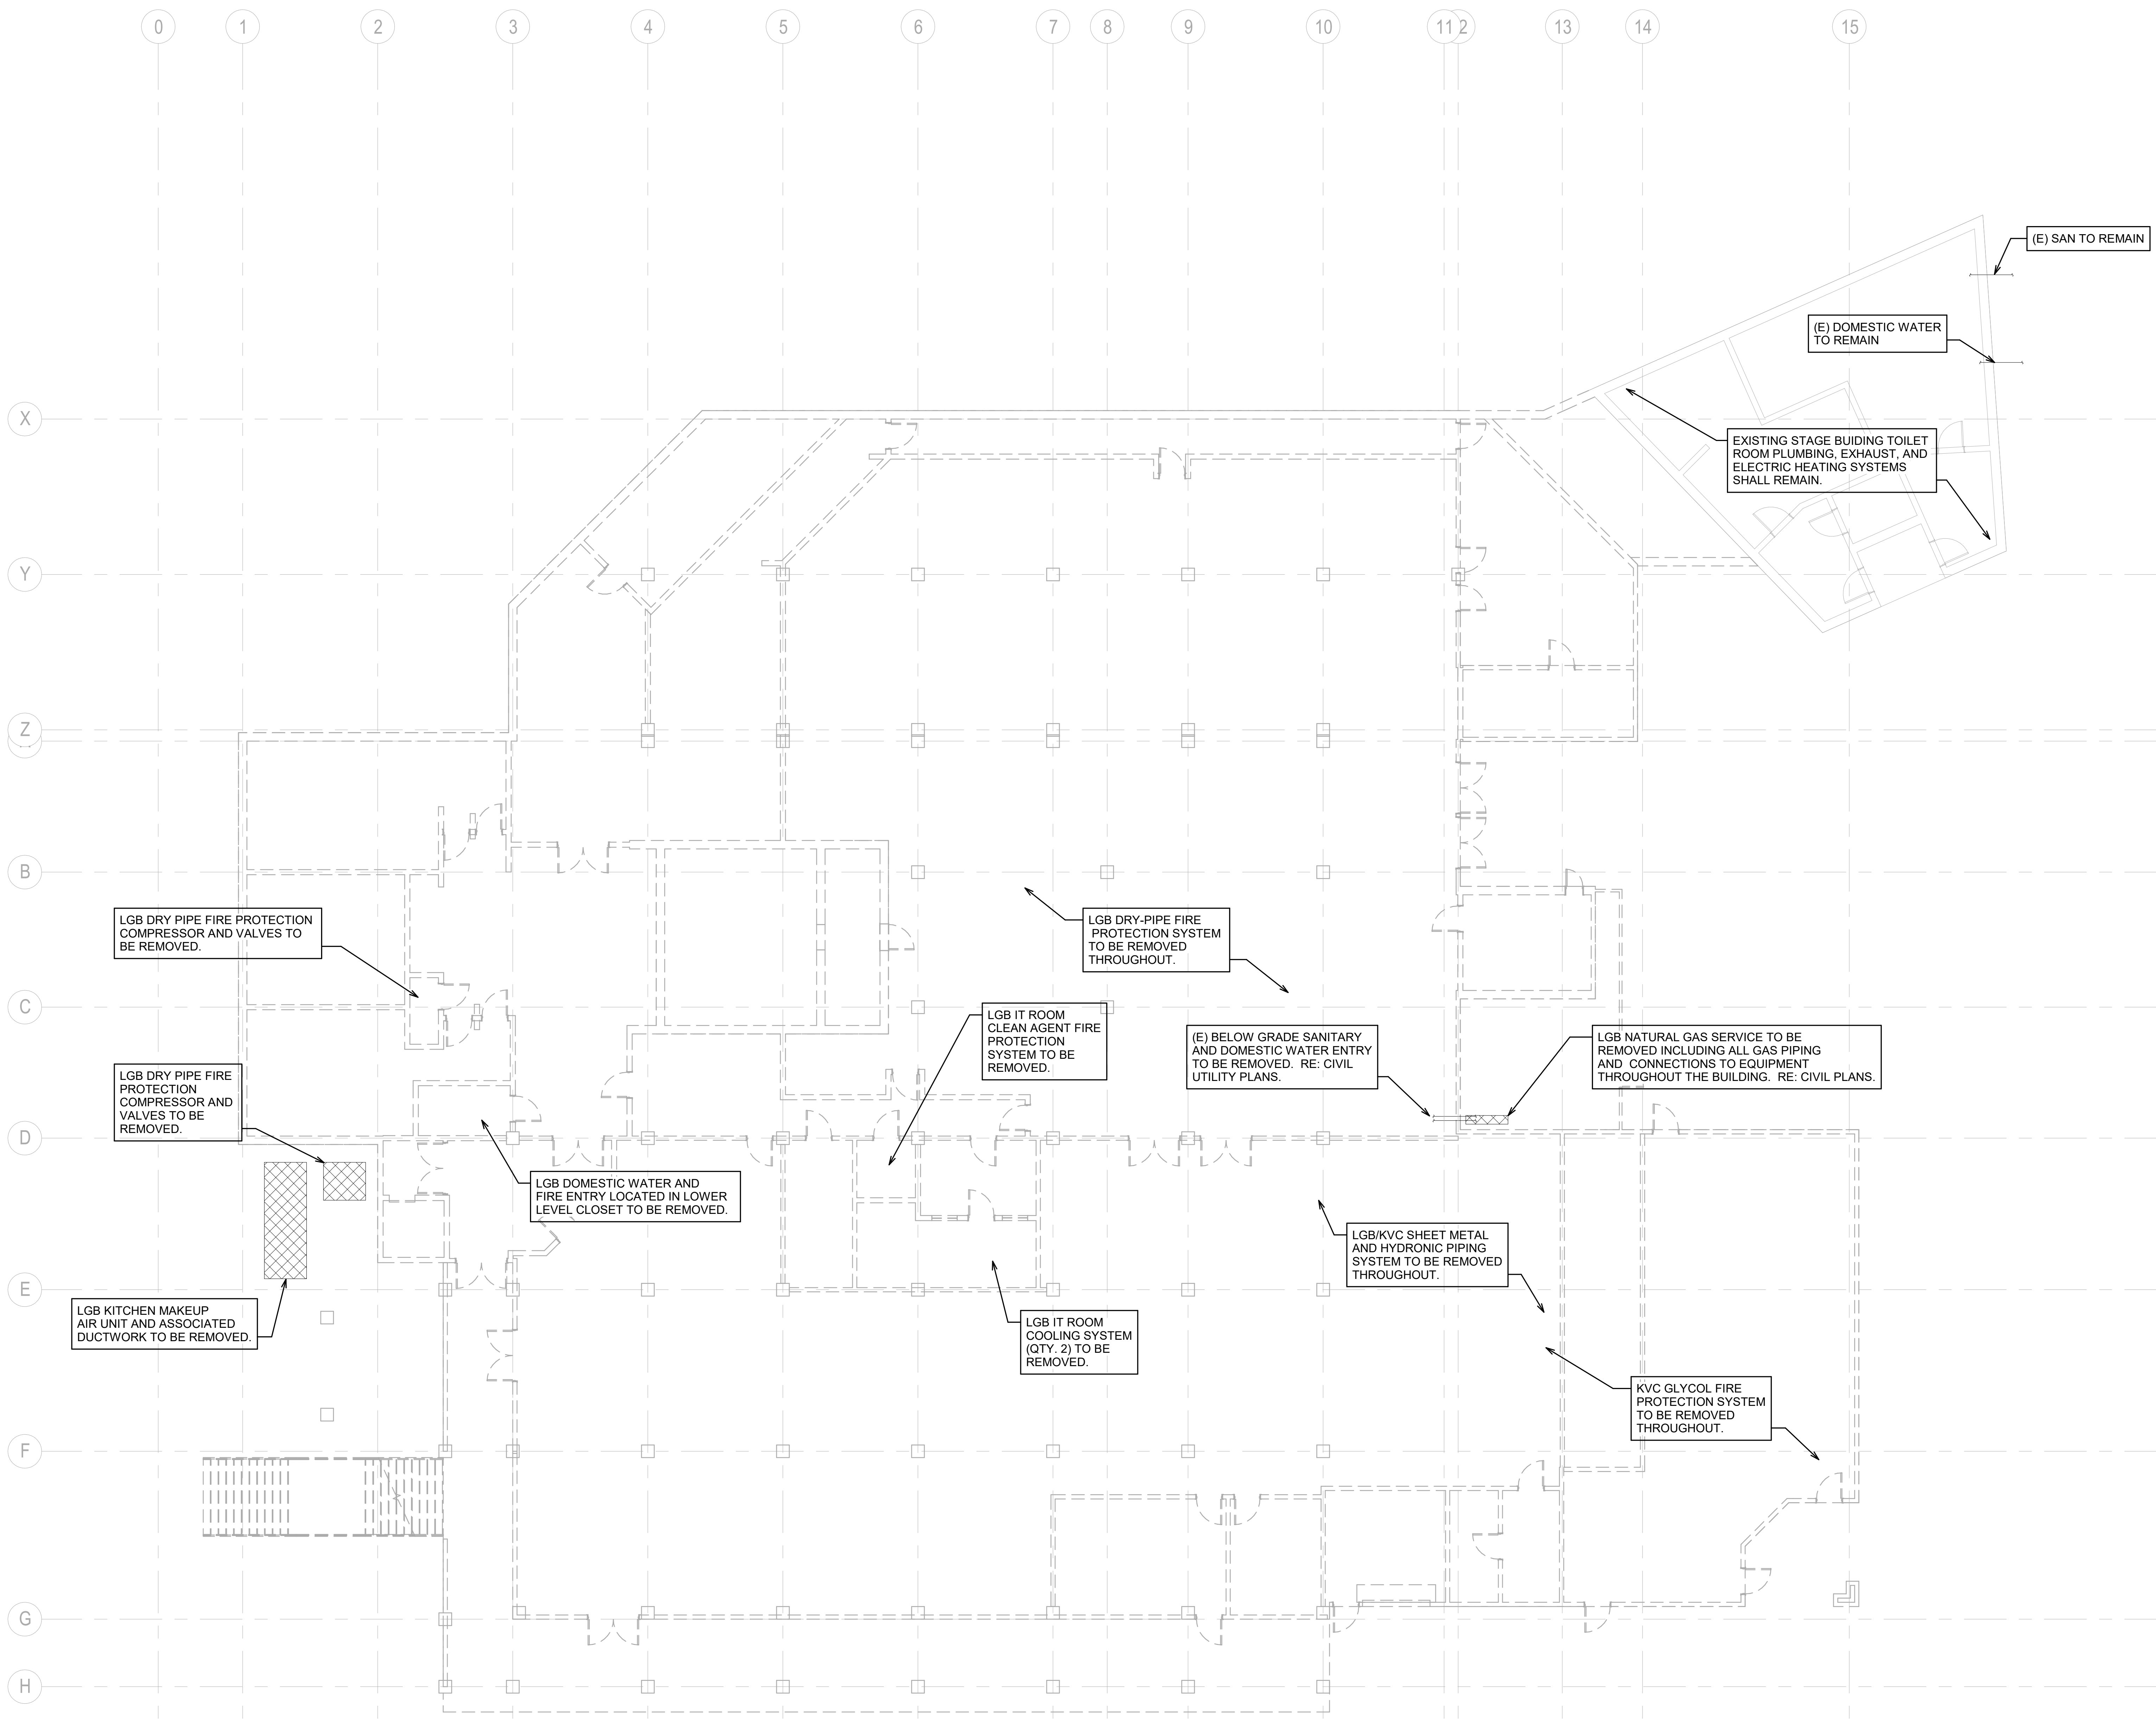 0
1
2
3
4
5
6
7
8
9
10
11
2
13
14
15
(E) SAN TO REMAIN
(E) DOMESTIC WATER
TO REMAIN
X
EXISTING STAGE BUIDING TOILET
ROOM PLUMBING, EXHAUST, AND
ELECTRIC HEATING SYSTEMS
SHALL REMAIN.
Y
Z
B
LGB DRY PIPE FIRE PROTECTION
COMPRESSOR AND VALVES TO
BE REMOVED.
LGB DRY-PIPE FIRE
PROTECTION SYSTEM
TO BE REMOVED
THROUGHOUT.
C
LGB IT ROOM
CLEAN AGENT FIRE
PROTECTION
SYSTEM TO BE
REMOVED.
(E) BELOW GRADE SANITARY
AND DOMESTIC WATER ENTRY
TO BE REMOVED.  RE: CIVIL
UTILITY PLANS.
LGB NATURAL GAS SERVICE TO BE
REMOVED INCLUDING ALL GAS PIPING
AND  CONNECTIONS TO EQUIPMENT
THROUGHOUT THE BUILDING.  RE: CIVIL PLANS.
LGB DRY PIPE FIRE
PROTECTION
COMPRESSOR AND
VALVES TO BE
REMOVED.
D
LGB DOMESTIC WATER AND
FIRE ENTRY LOCATED IN LOWER
LEVEL CLOSET TO BE REMOVED.
LGB/KVC SHEET METAL
AND HYDRONIC PIPING
SYSTEM TO BE REMOVED
THROUGHOUT.
E
LGB KITCHEN MAKEUP
AIR UNIT AND ASSOCIATED
DUCTWORK TO BE REMOVED.
LGB IT ROOM
COOLING SYSTEM
(QTY. 2) TO BE
REMOVED.
KVC GLYCOL FIRE
PROTECTION SYSTEM
TO BE REMOVED
THROUGHOUT.
F
G
H